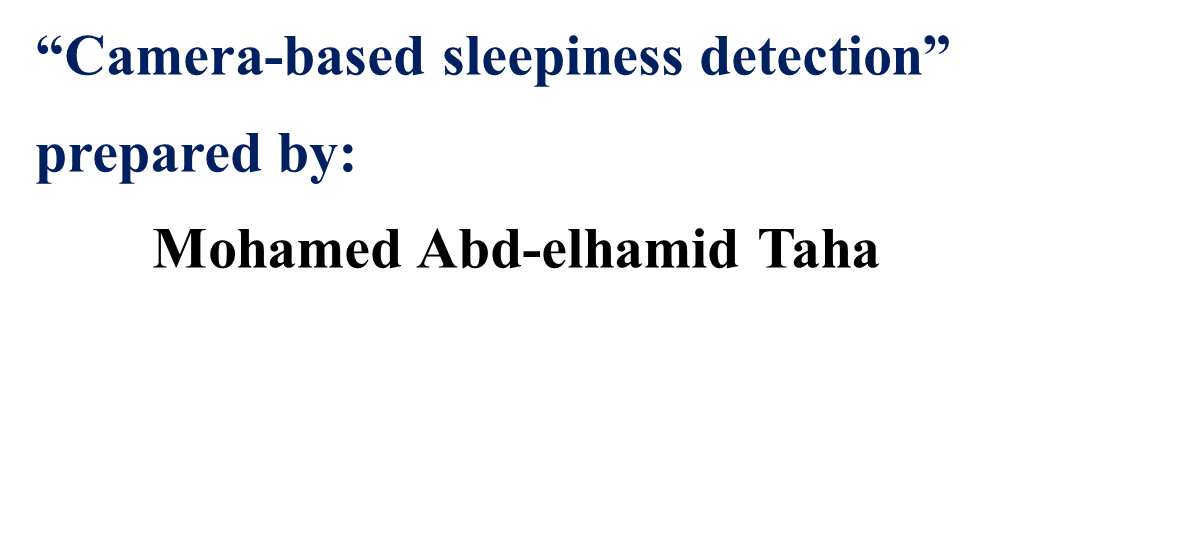 “Camera-based sleepiness detection”
prepared by:
Mohamed Abd-elhamid Taha